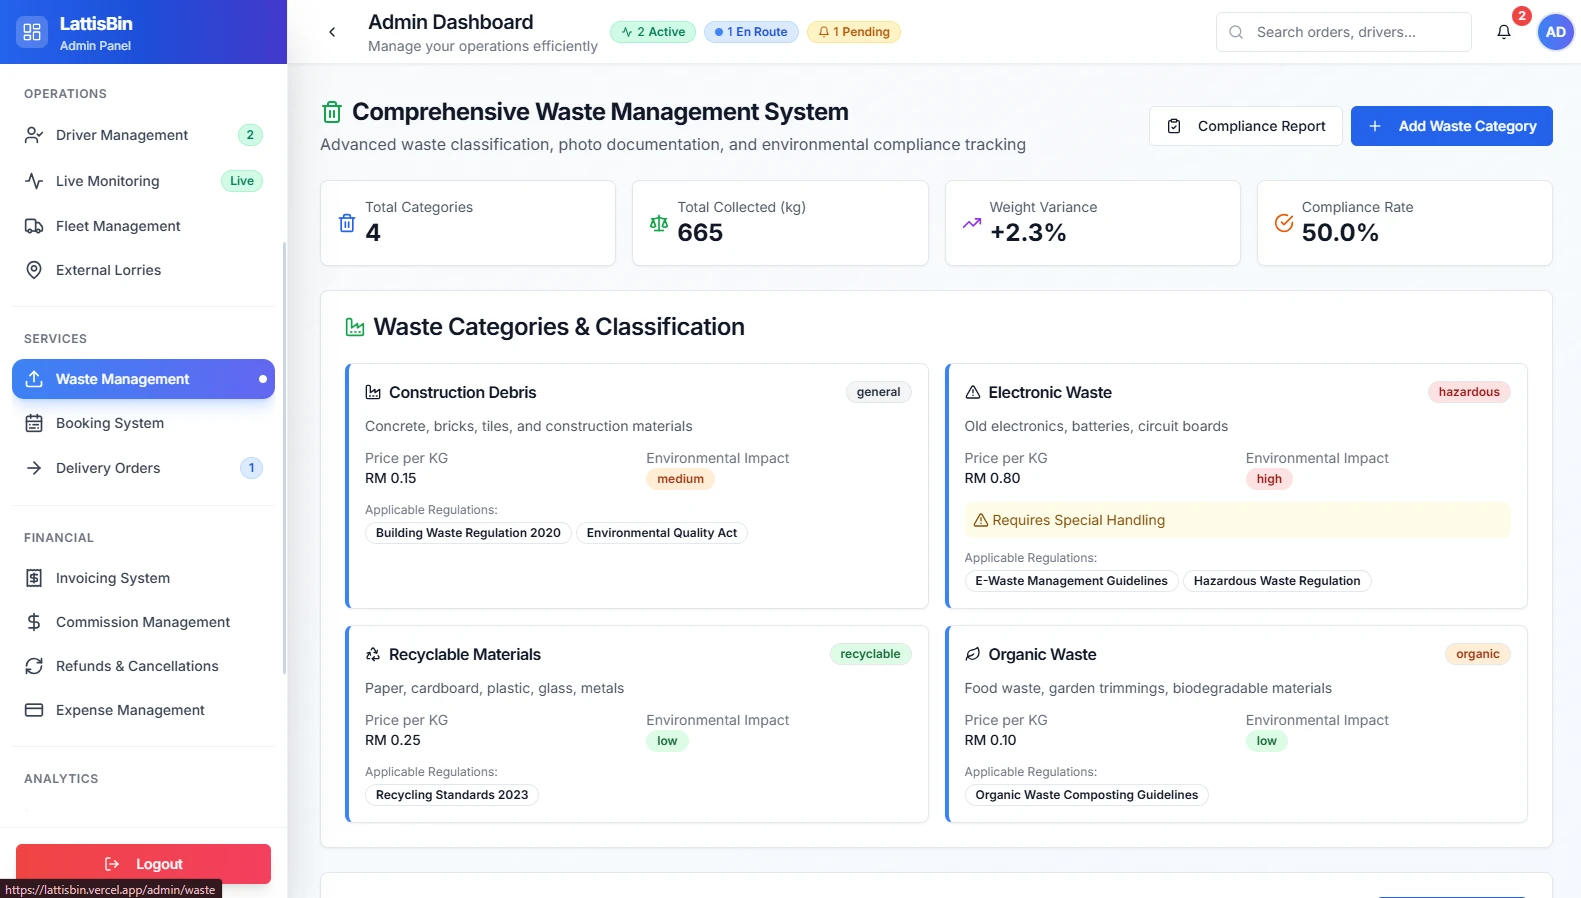 LattisBin
Admin Panel
OPERATIONS
Driver Management
2
Live Monitoring
Live
Fleet Management
External Lorries
SERVICES
Waste Management
Booking System
Delivery Orders
1
FINANCIAL
Invoicing System
Commission Management
Refunds & Cancellations
Expense Management
ANALYTICS
Logout
https://lattisbin.vercel.app/admin/waste
Admin Dashboard
Manage your operations efficiently
2 Active
1 En Route
1 Pending
Search orders, drivers...
2
AD
Comprehensive Waste Management System
Advanced waste classification, photo documentation, and environmental compliance tracking
Compliance Report
Add Waste Category
Total Categories
4
Total Collected (kg)
665
Weight Variance
+2.3%
Compliance Rate
50.0%
Waste Categories & Classification
Construction Debris
general
Concrete, bricks, tiles, and construction materials
Price per KG
RM 0.15
Environmental Impact
medium
Applicable Regulations:
Building Waste Regulation 2020
Environmental Quality Act
Electronic Waste
hazardous
Old electronics, batteries, circuit boards
Price per KG
RM 0.80
Environmental Impact
high
Requires Special Handling
Applicable Regulations:
E-Waste Management Guidelines
Hazardous Waste Regulation
Recyclable Materials
recyclable
Paper, cardboard, plastic, glass, metals
Price per KG
RM 0.25
Environmental Impact
low
Applicable Regulations:
Recycling Standards 2023
Organic Waste
organic
Food waste, garden trimmings, biodegradable materials
Price per KG
RM 0.10
Environmental Impact
low
Applicable Regulations:
Organic Waste Composting Guidelines